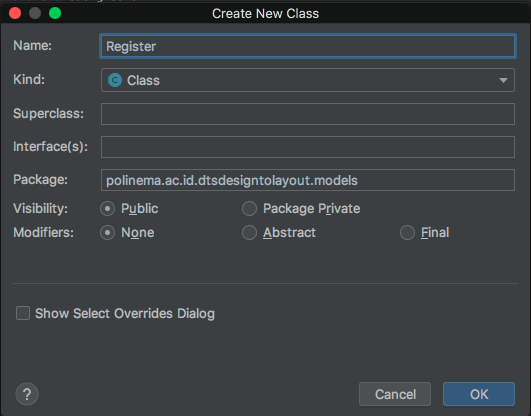 Create New Class
Name: Register
Kind: C Class
Superclass:
Interface(s):
Package: polinema.ac.id.dtsdesigntolayout.models
Visibility: Public Package Private
Modifiers: None Abstract Final
Show Select Overrides Dialog
? Cancel OK